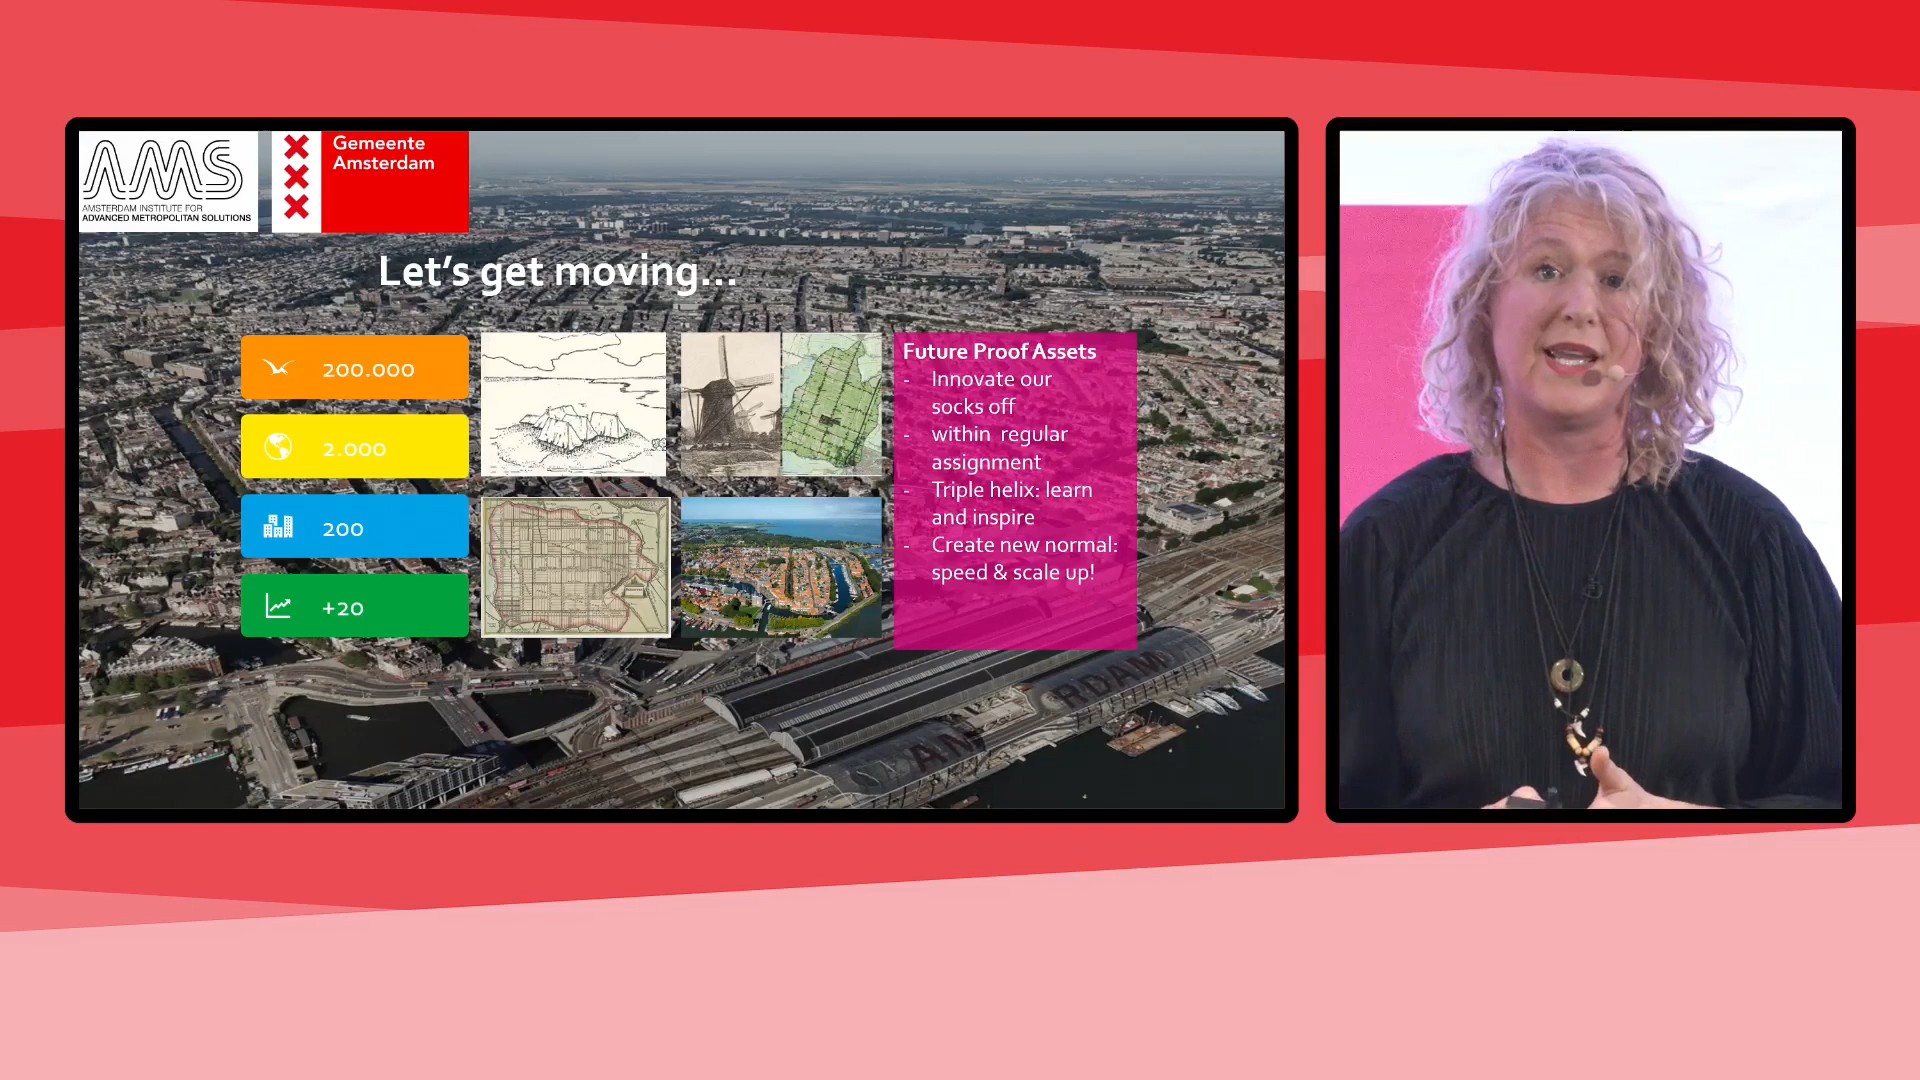 AMS
AMSTERDAM INSTITUTE FOR
ADVANCED METROPOLITAN SOLUTIONS
Gemeente
Amsterdam
Let's get moving...
200.000
2.000
200
+20
Future Proof Assets
- Innovate our
socks off
- within regular
assignment
- Triple helix: learn
and inspire
- Create new normal:
speed & scale up!
AM
RDAM